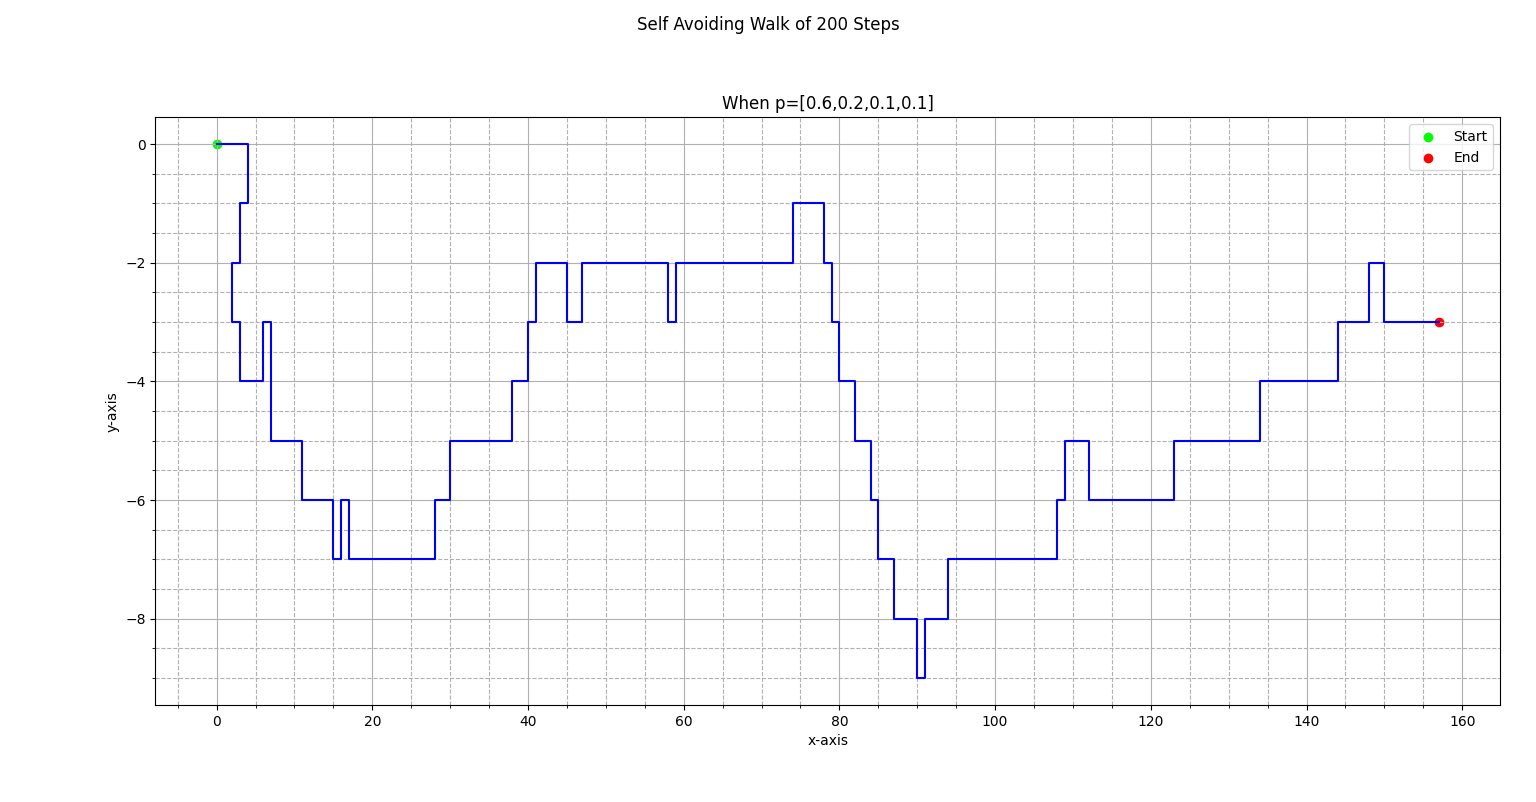 Self Avoiding Walk of 200 Steps
When p=[0.6,0.2,0.1,0.1]
Start
End
0
−2
−4
−6
−8
y-axis
0 20 40 60 80 100 120 140 160
x-axis